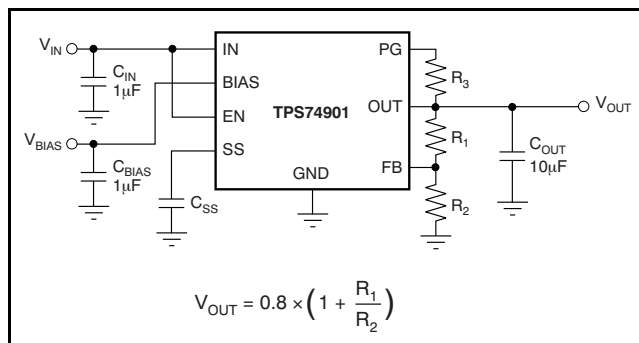 V_IN
C_IN
1μF
V_BIAS
C_BIAS
1μF
C_SS
IN
BIAS
EN
SS
TPS74901
GND
PG
OUT
FB
R_3
R_1
R_2
V_OUT
C_OUT
10μF
V_OUT = 0.8 × (1 + R_1/R_2)